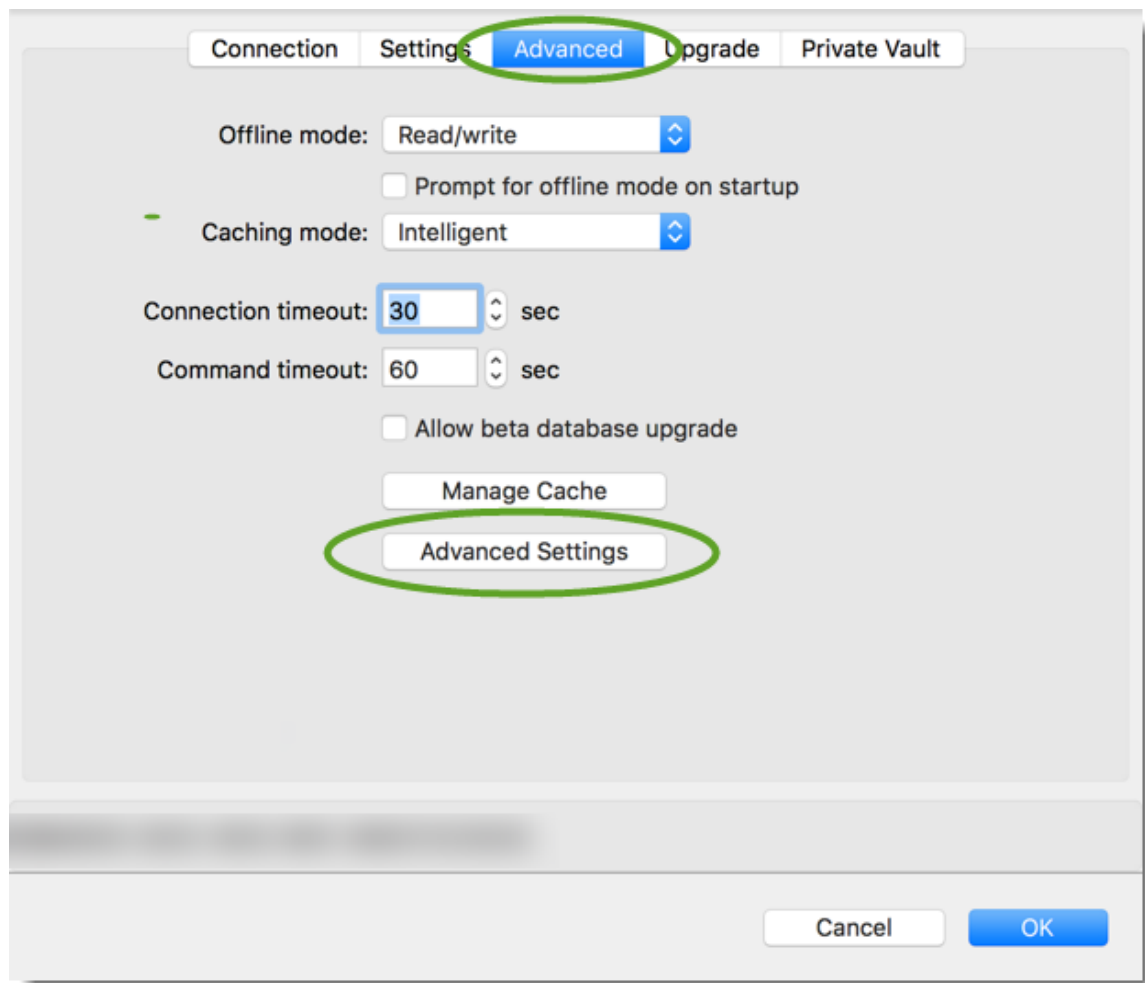 Connection Settings Advanced Upgrade Private Vault
Offline mode: Read/write
Prompt for offline mode on startup
Caching mode: Intelligent
Connection timeout: 30 sec
Command timeout: 60 sec
Allow beta database upgrade
Manage Cache
Advanced Settings
Cancel OK